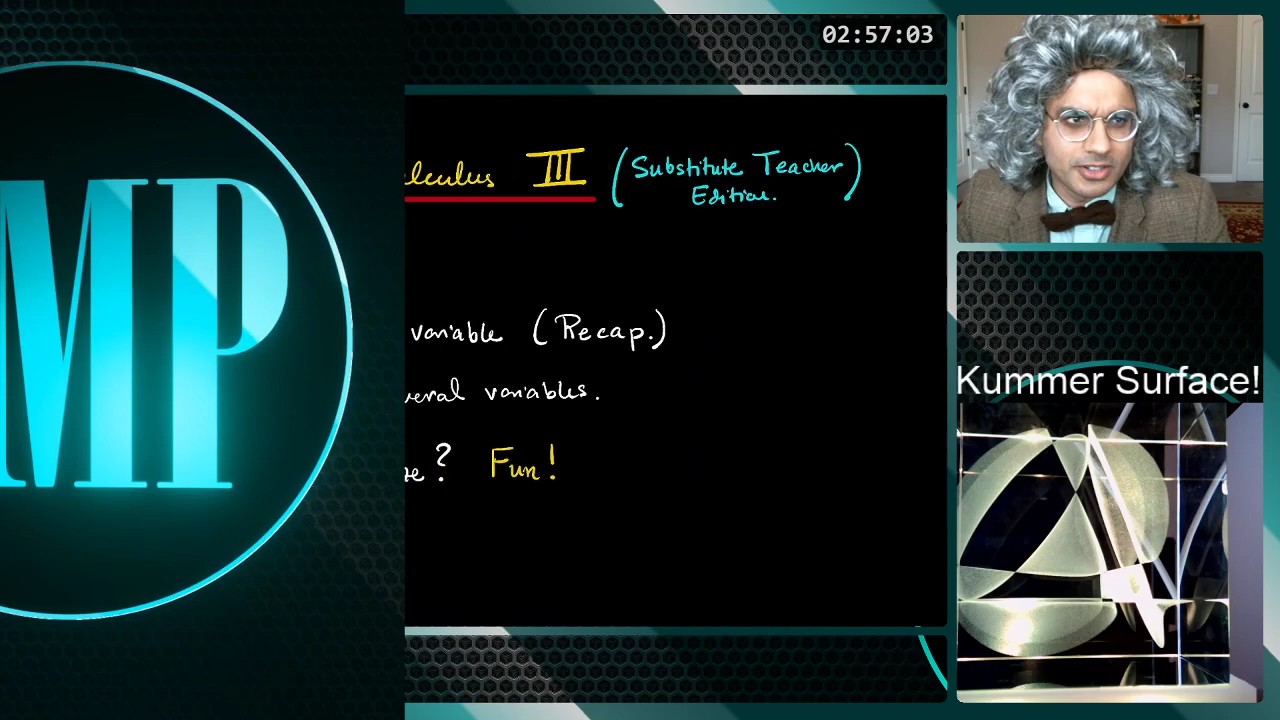 MP
02:57:03
lculus III (Substitute Teacher
Edition.)
variable (Recap.)
veral variables.
? Fun!
Kummer Surface!